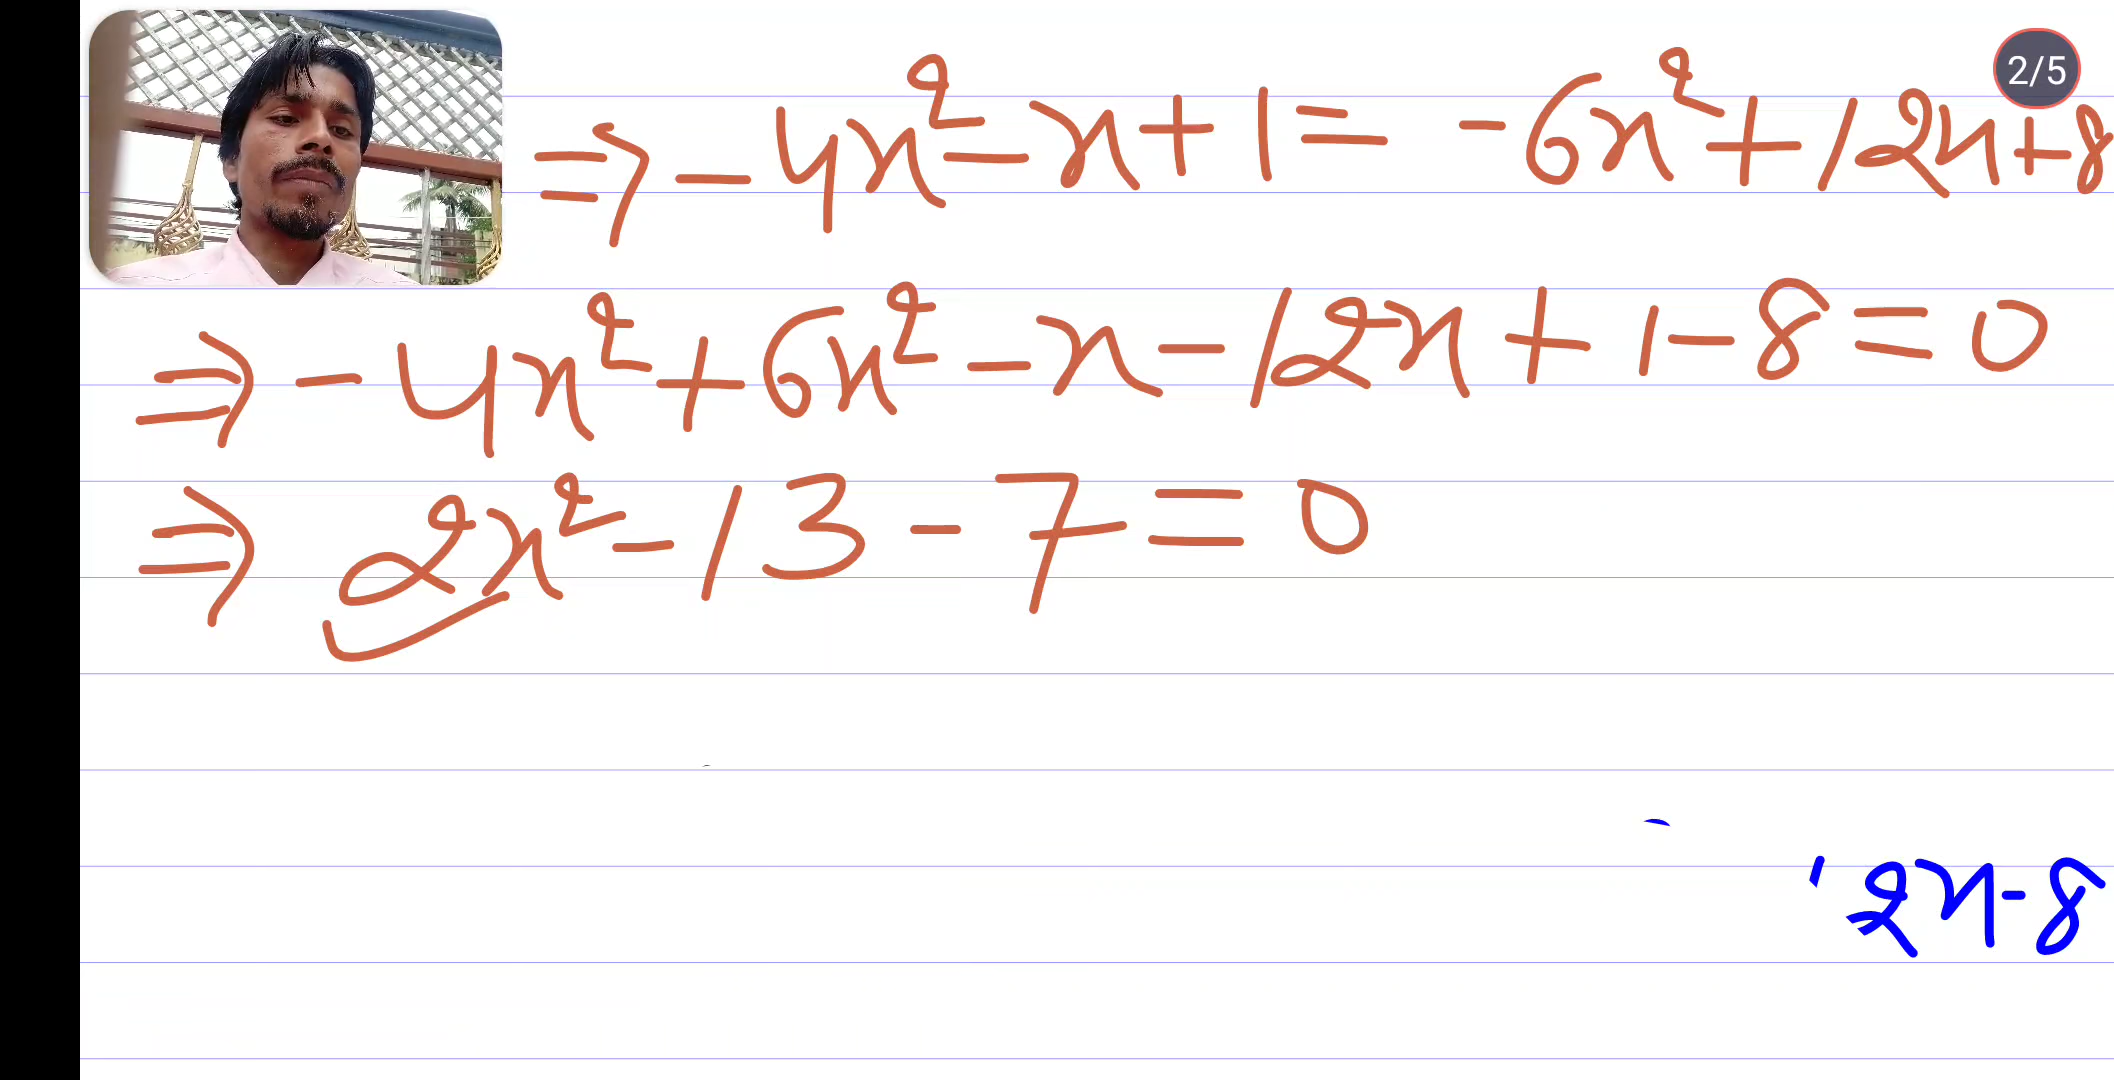 2/5
⇒ -4x² - x + 1 = -6x² + 12x + 8
⇒ -4x² + 6x² - x - 12x + 1 - 8 = 0
⇒ 2x² - 13 - 7 = 0
2x - 8